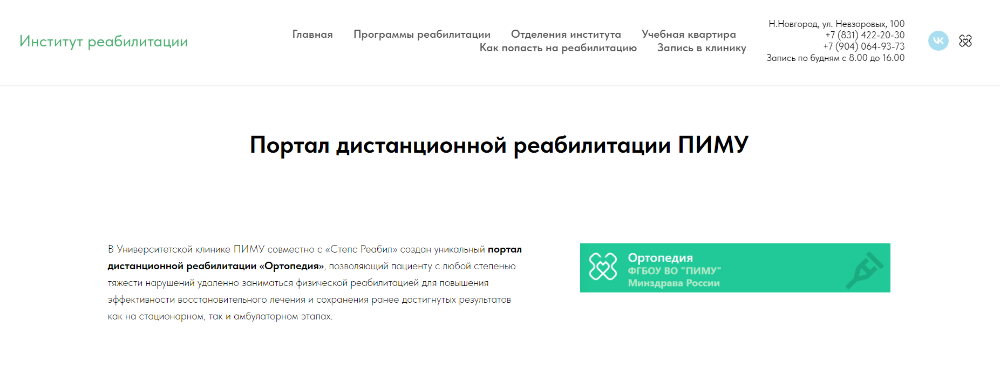 Институт реабилитации
Главная Программы реабилитации Отделения института Учебная квартира
Как попасть на реабилитацию Запись в клинику
Н.Новгород, ул. Невзоровых, 100
+7 (831) 422-20-30
+7 (904) 064-93-73
Запись по будням с 8.00 до 16.00
Портал дистанционной реабилитации ПИМУ
В Университетской клинике ПИМУ совместно с «Степс Реабил» создан уникальный портал
дистанционной реабилитации «Ортопедия», позволяющий пациенту с любой степенью
тяжести нарушений удаленно заниматься физической реабилитацией для повышения
эффективности восстановительного лечения и сохранения ранее достигнутых результатов
как на стационарном, так и амбулаторном этапах.
Ортопедия
ФГБОУ ВО "ПИМУ"
Минздрава России